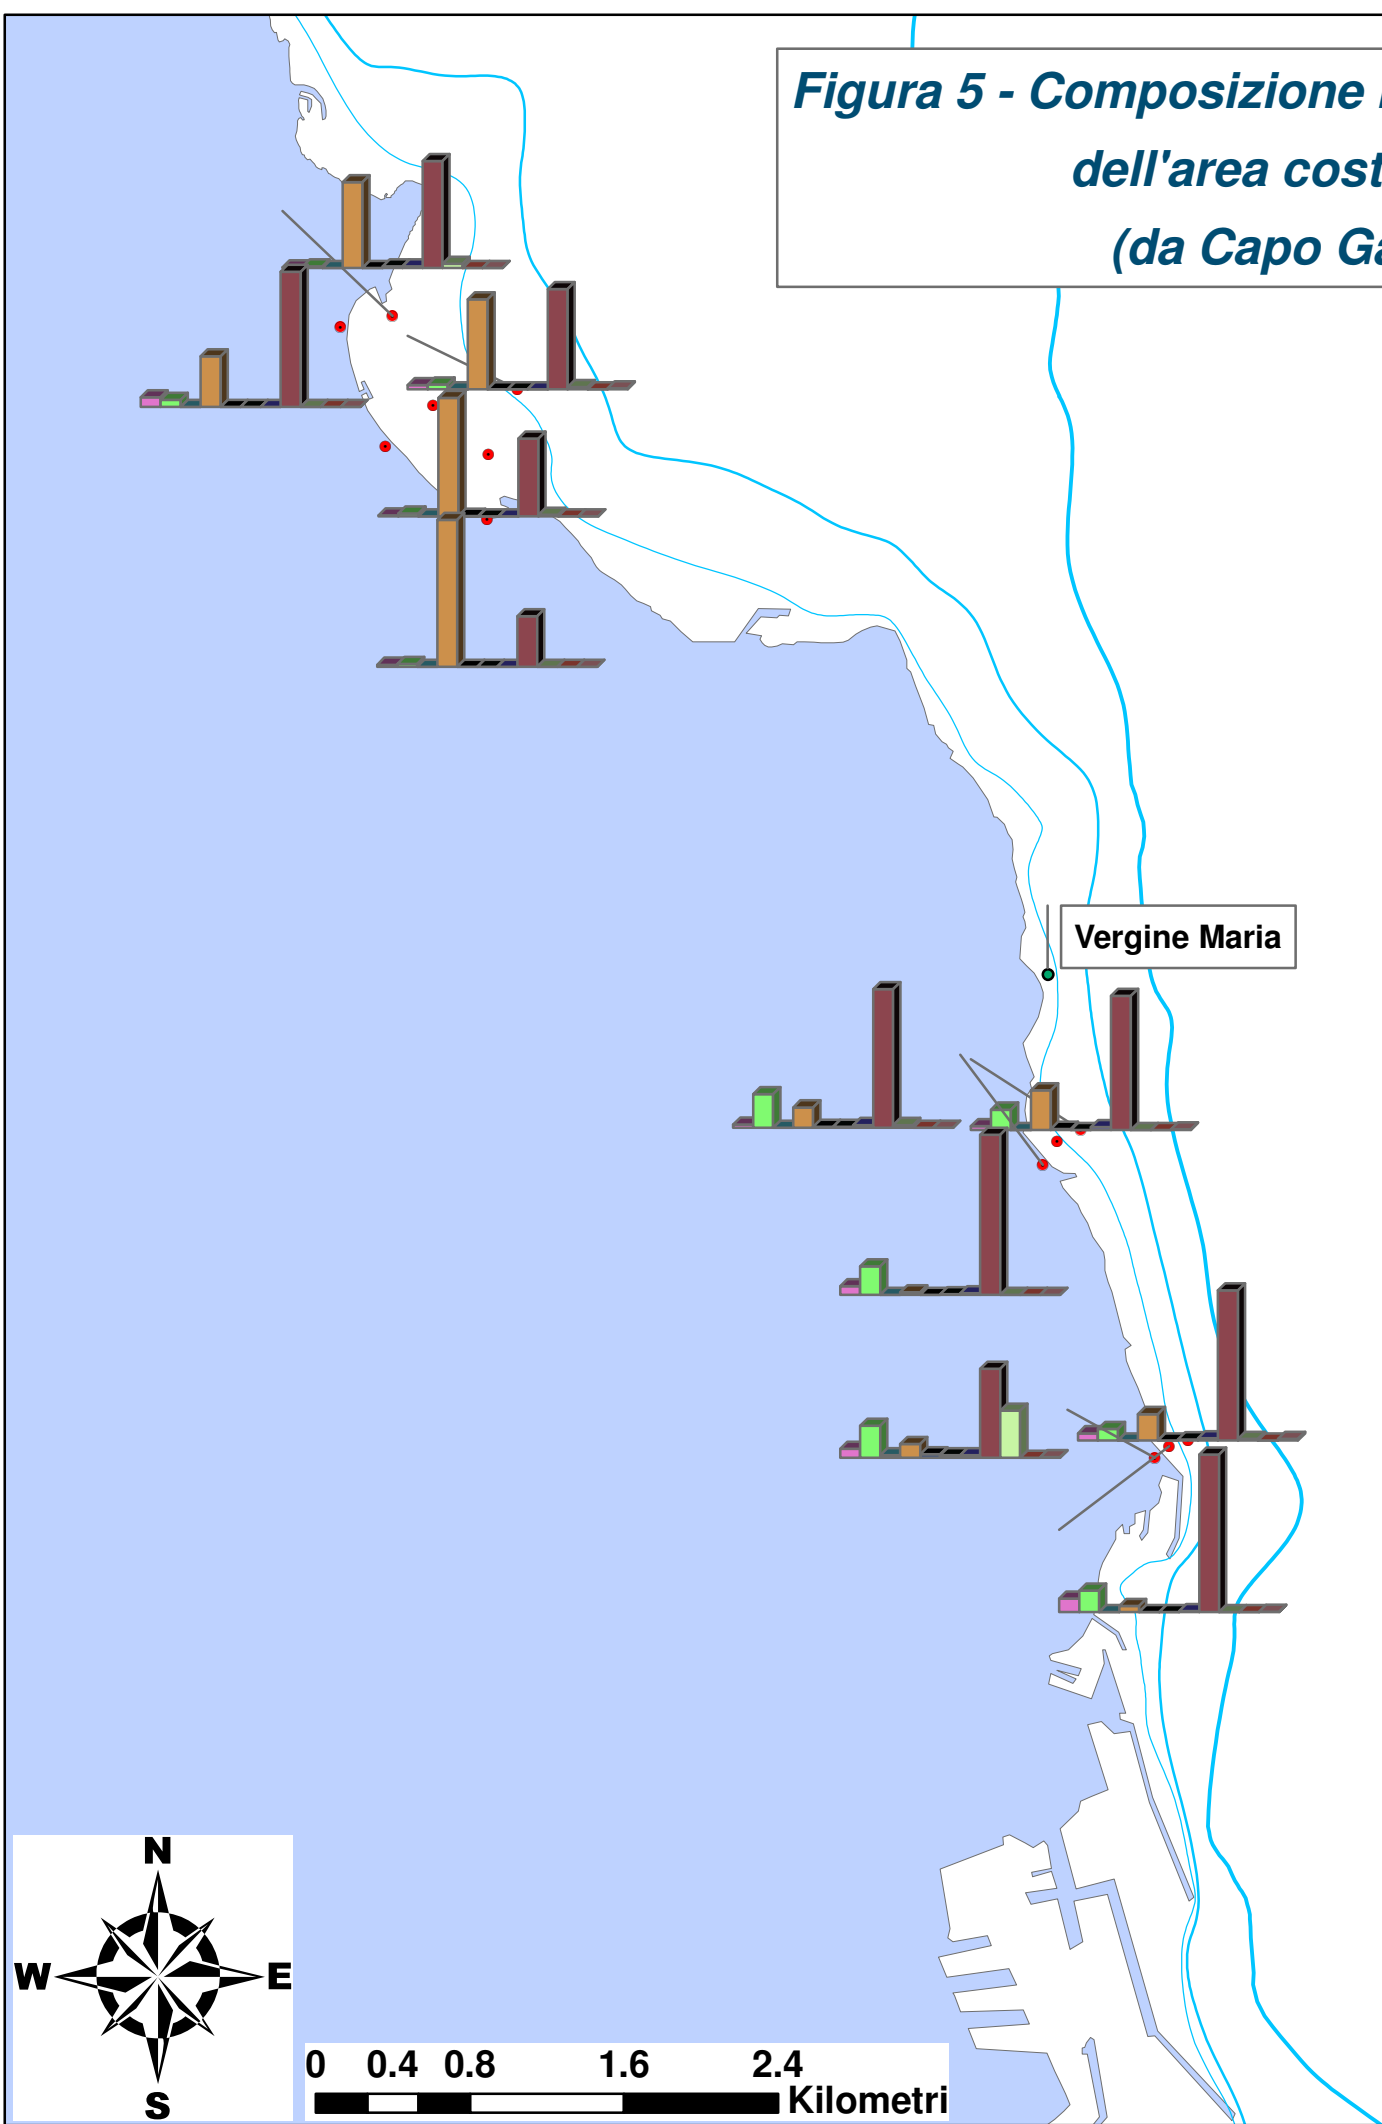 Figura 5 - Composizione
dell'area cost
(da Capo Ga
Vergine Maria
N
W E
S
0 0.4 0.8 1.6 2.4
Kilometri